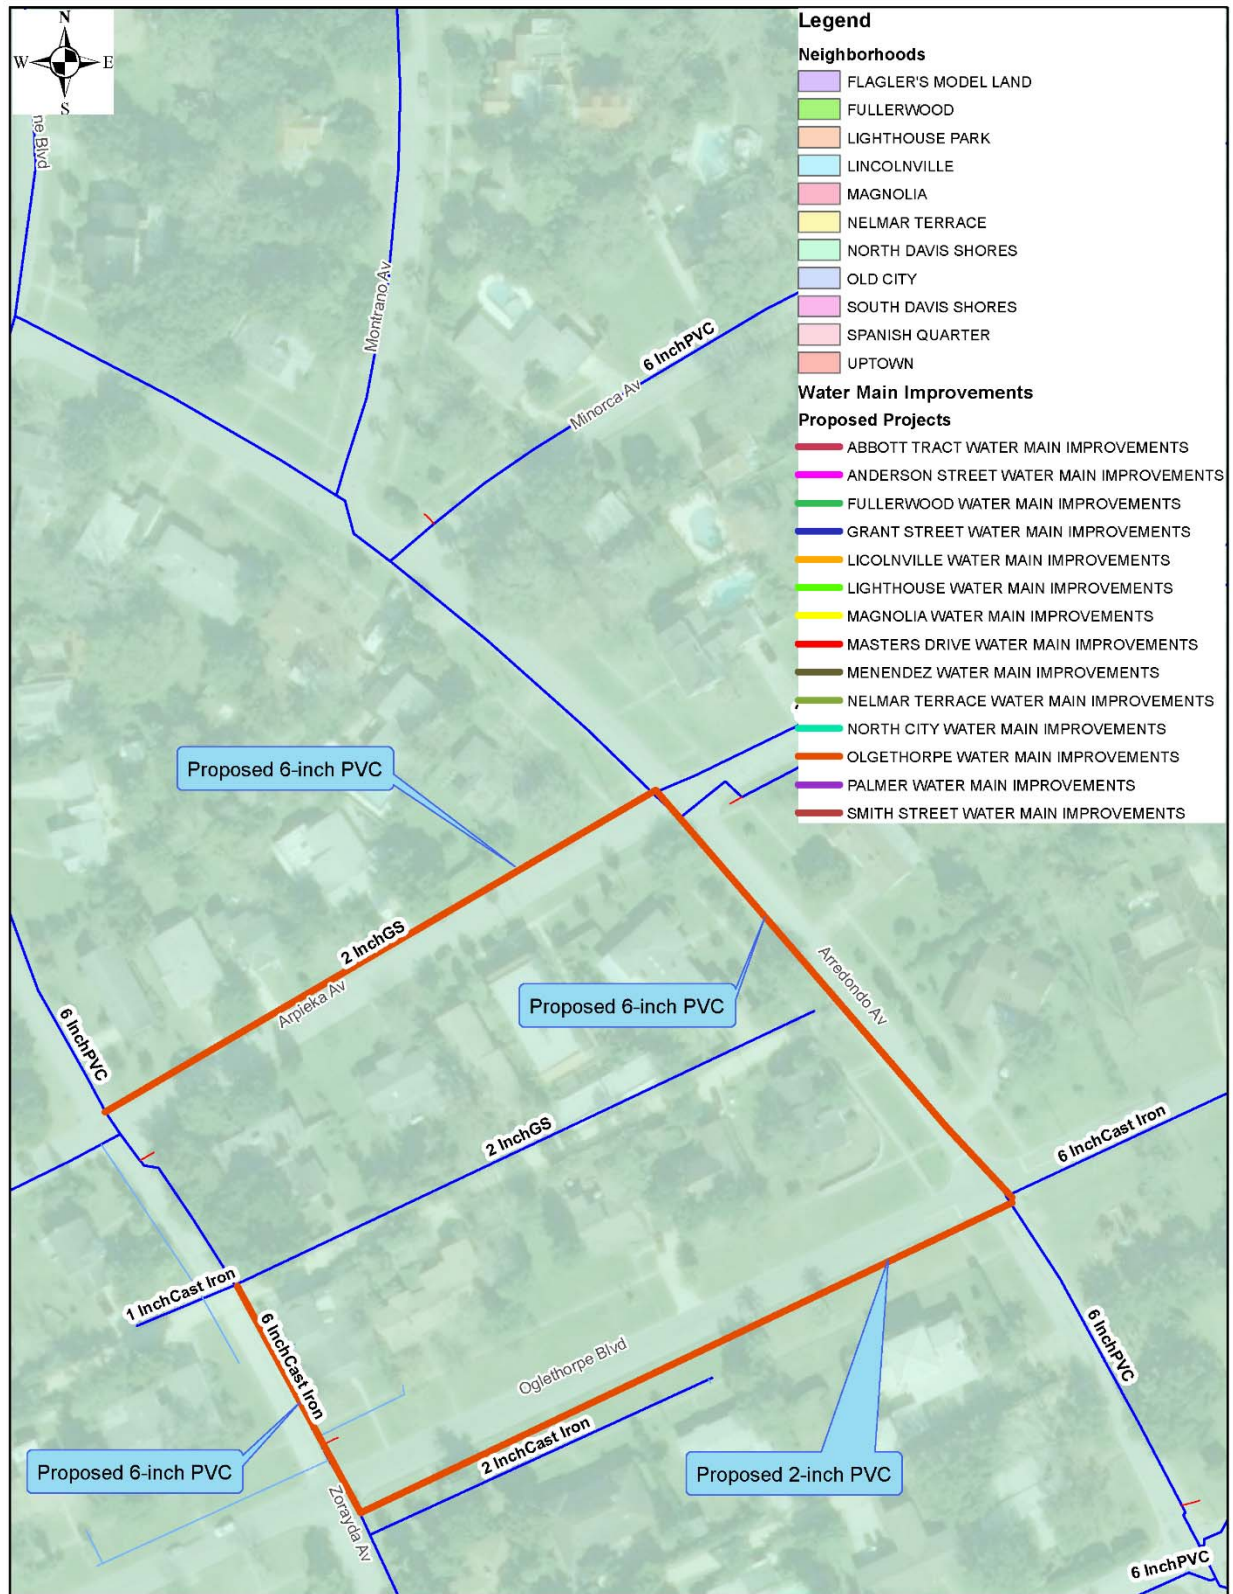 N
W E
S
ne Blvd
Montrano Av
6 InchPVC
Minorca Av
Legend
Neighborhoods
FLAGLER'S MODEL LAND
FULLERWOOD
LIGHTHOUSE PARK
LINCOLNVILLE
MAGNOLIA
NELMAR TERRACE
NORTH DAVIS SHORES
OLD CITY
SOUTH DAVIS SHORES
SPANISH QUARTER
UPTOWN
Water Main Improvements
Proposed Projects
ABBOTT TRACT WATER MAIN IMPROVEMENTS
ANDERSON STREET WATER MAIN IMPROVEMENTS
FULLERWOOD WATER MAIN IMPROVEMENTS
GRANT STREET WATER MAIN IMPROVEMENTS
LICOLNVILLE WATER MAIN IMPROVEMENTS
LIGHTHOUSE WATER MAIN IMPROVEMENTS
MAGNOLIA WATER MAIN IMPROVEMENTS
MASTERS DRIVE WATER MAIN IMPROVEMENTS
MENENDEZ WATER MAIN IMPROVEMENTS
NELMAR TERRACE WATER MAIN IMPROVEMENTS
NORTH CITY WATER MAIN IMPROVEMENTS
OLGETHORPE WATER MAIN IMPROVEMENTS
PALMER WATER MAIN IMPROVEMENTS
SMITH STREET WATER MAIN IMPROVEMENTS
Proposed 6-inch PVC
2 InchGS
Arpieka Av
Proposed 6-inch PVC
Arredondo Av
6 InchPVC
2 InchGS
6 InchCast Iron
1 InchCast Iron
6 InchCast Iron
Oglethorpe Blvd
6 InchPVC
2 InchCast Iron
Proposed 6-inch PVC
Proposed 2-inch PVC
Zorayda Av
6 InchPVC